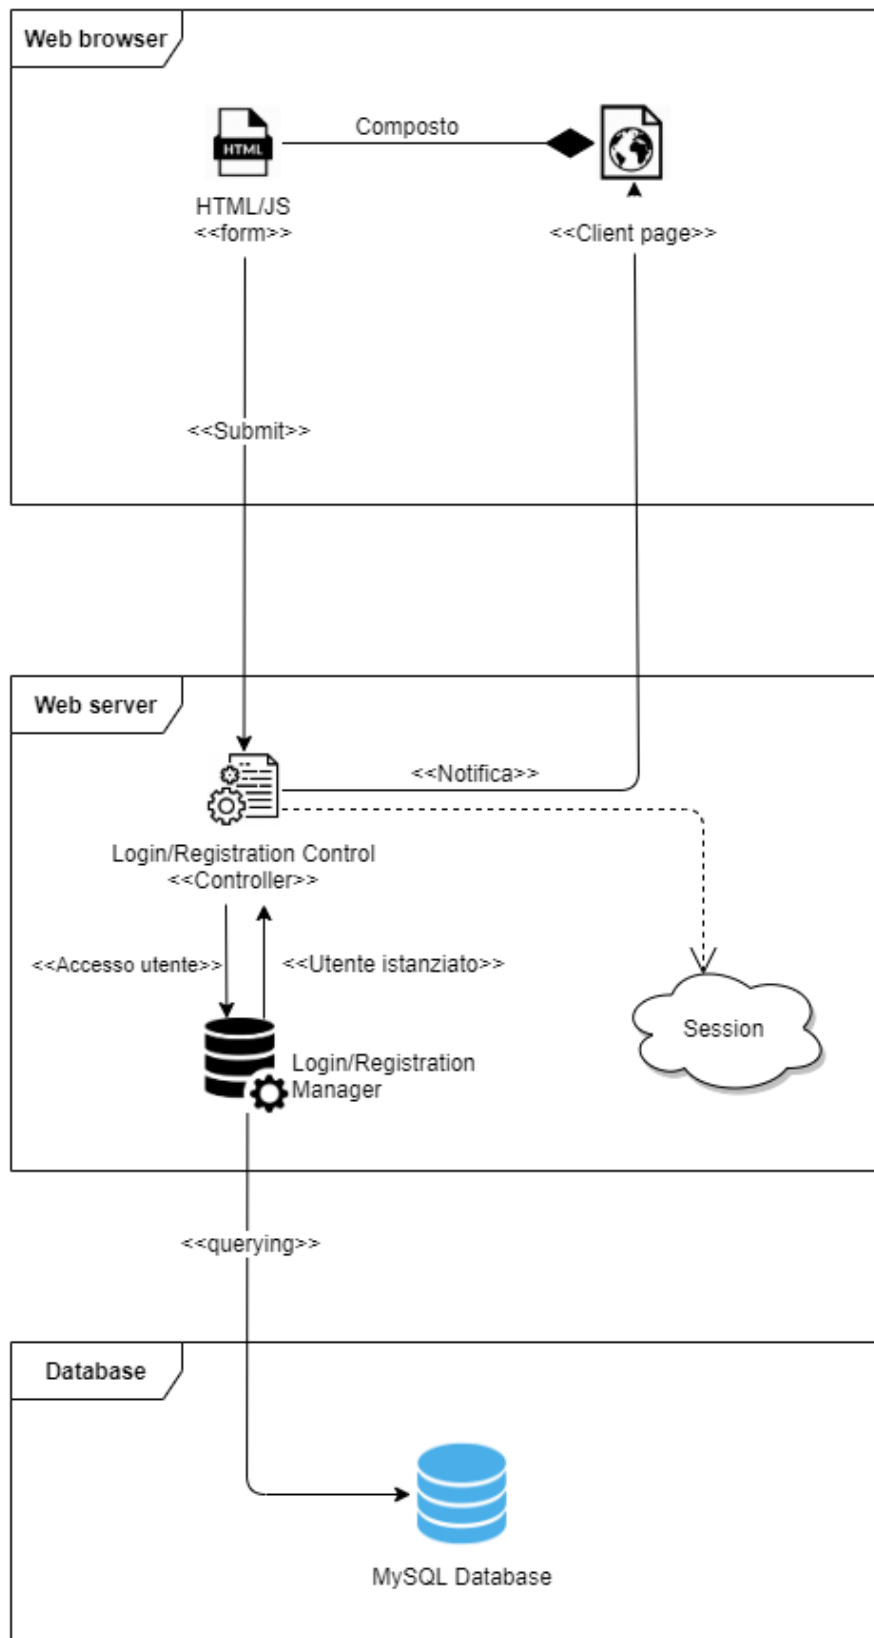 Web browser
Composto
HTML
HTML/JS
<<form>>
<<Client page>>
<<Submit>>
Web server
<<Notifica>>
Login/Registration Control
<<Controller>>
<<Accesso utente>>
<<Utente istanziato>>
Session
Login/Registration
Manager
<<querying>>
Database
MySQL Database